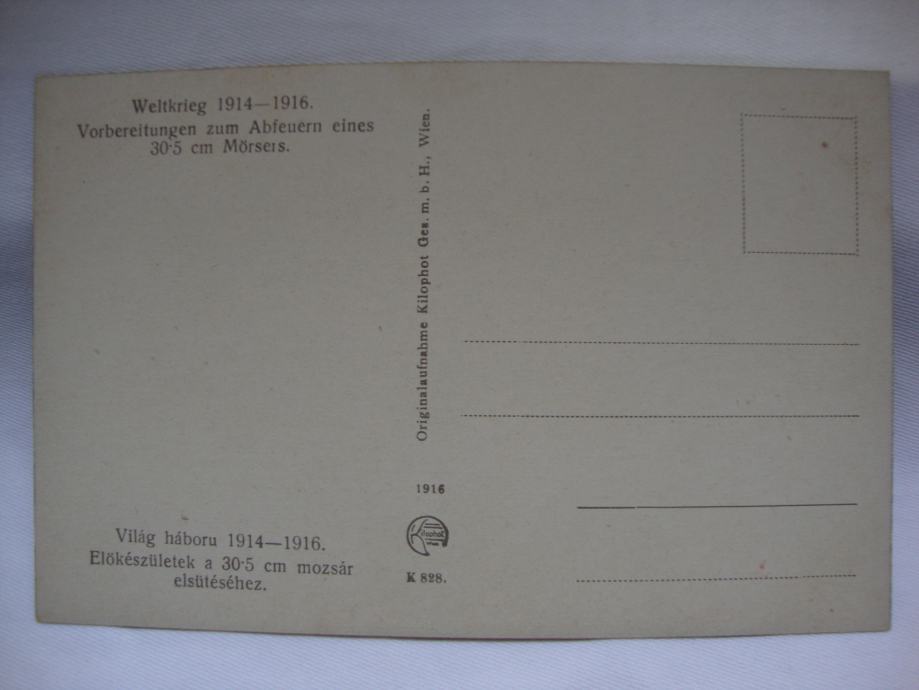 Weltkrieg 1914—1916.
Vorbereitungen zum Abfeuern eines
30·5 cm Mörsers.
Originalaufnahme Kilophot Ges. m. b. H., Wien.
1916
Kilophot
K 828.
Világ háboru 1914—1916.
Elökészületek a 30·5 cm mozsár
elsütéséhez.